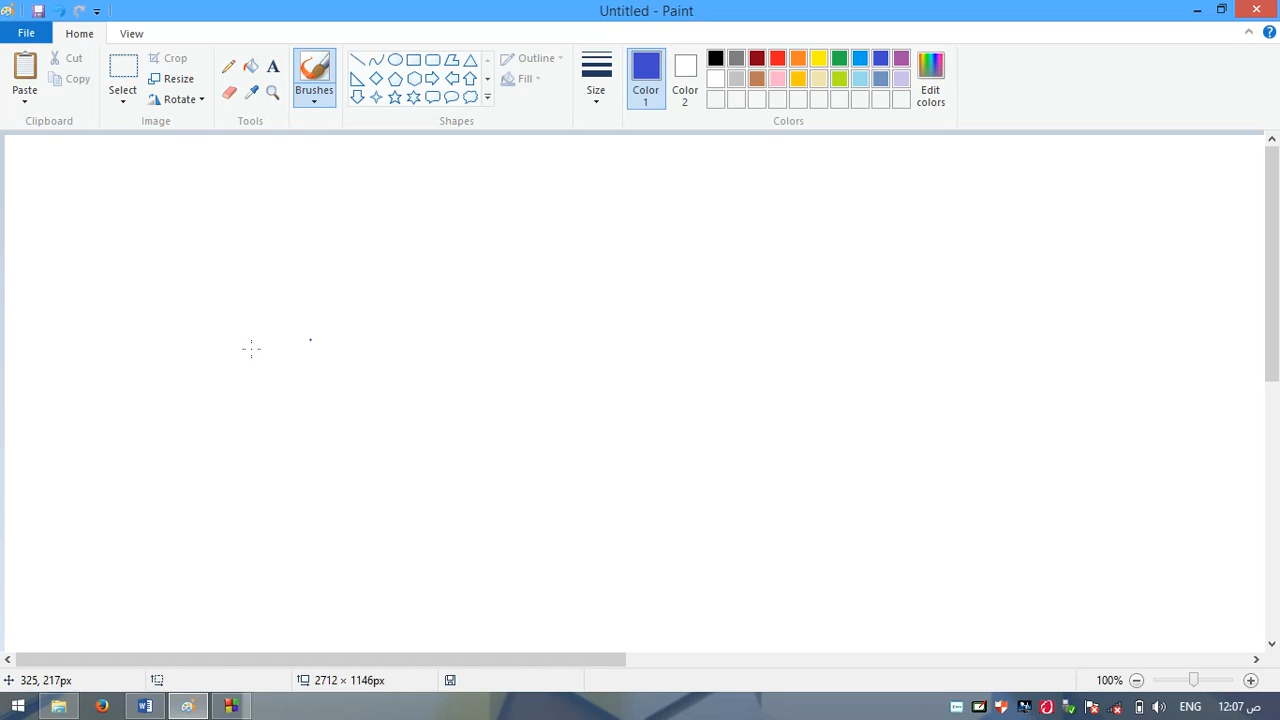 Untitled - Paint
File
Home
View
Paste
Cut
Copy
Clipboard
Select
Crop
Resize
Rotate
Image
A
Tools
Brushes
Outline
Fill
Shapes
Size
Color 1
Color 2
Edit colors
Colors
325, 217px
2712 × 1146px
100%
ENG
12:07 ص